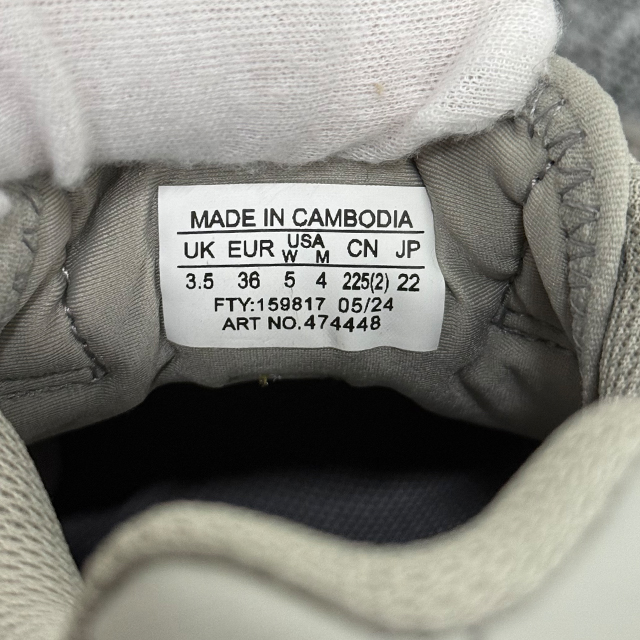 MADE IN CAMBODIA
UK EUR USA W M CN JP
3.5 36 5 4 225(2) 22
FTY:159817 05/24
ART NO.474448